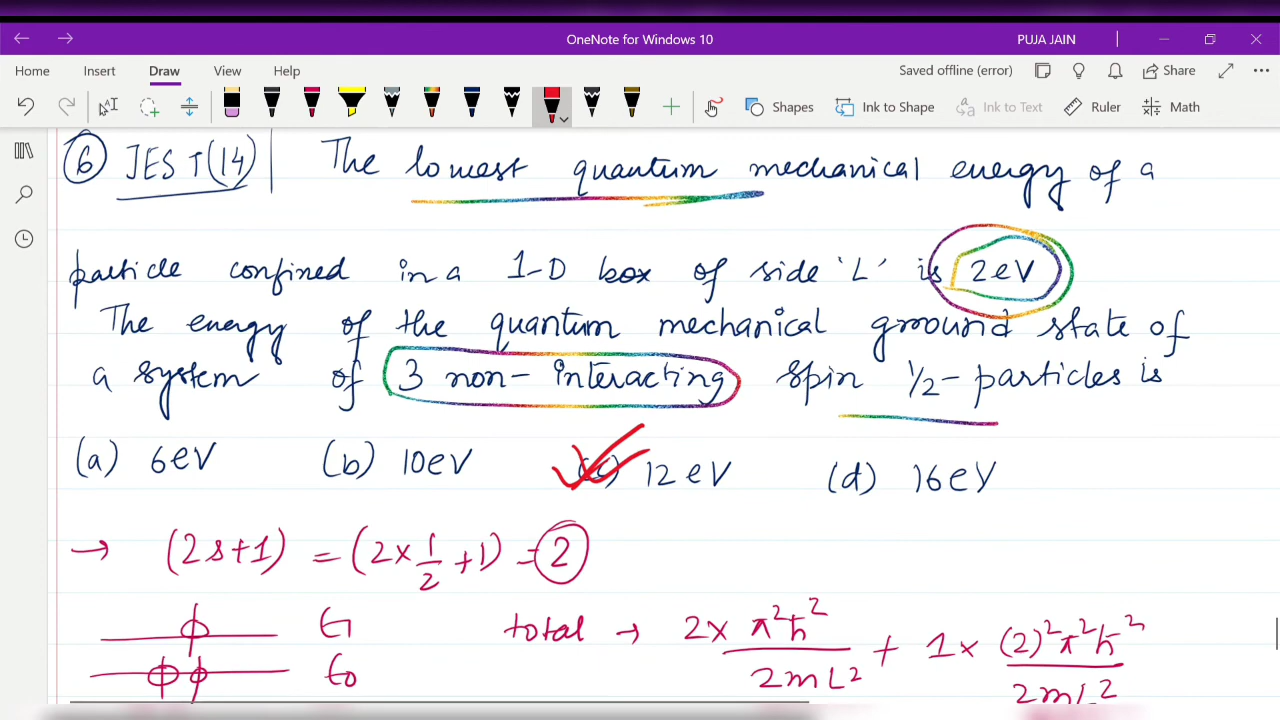 OneNote for Windows 10
PUJA JAIN
Home Insert Draw View Help
Saved offline (error)
Share
Shapes
Ink to Shape
Ink to Text
Ruler
Math
⑥ JEST(14) | The lowest quantum mechanical energy of a
particle confined in a 1-D box of side 'L' is 2eV
The energy of the quantum mechanical ground state of
a system of 3 non-interacting spin ½-particles is
(a) 6eV (b) 10eV (c) 12eV (d) 16eV
→ (2s+1) = (2×1/2+1) = 2
total → 2× π²ħ²/2mL² + 1× (2)²π²ħ²/2mL²